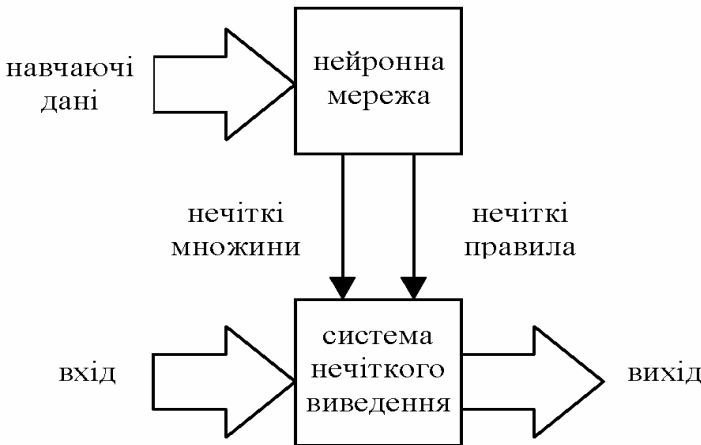 навчаючі
дані
нейронна
мережа
нечіткі
множини
нечіткі
правила
вхід
система
нечіткого
виведення
вихід